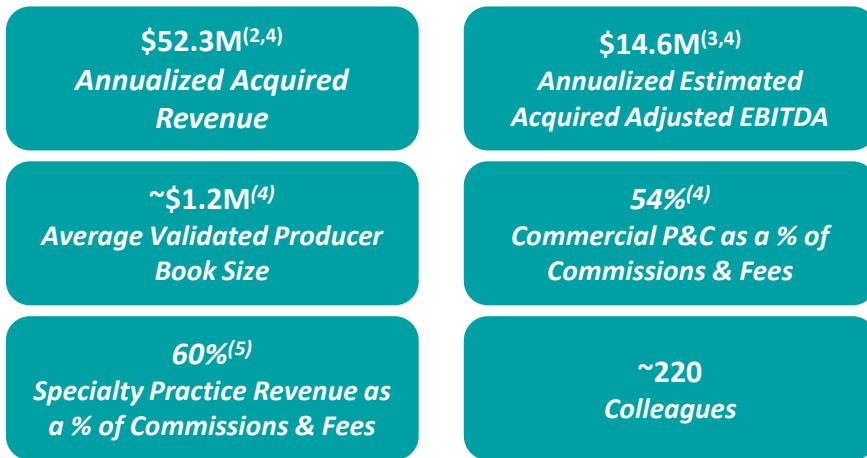 $52.3M(2,4)
Annualized Acquired
Revenue
$14.6M(3,4)
Annualized Estimated
Acquired Adjusted EBITDA
~$1.2M(4)
Average Validated Producer
Book Size
54%(4)
Commercial P&C as a % of
Commissions & Fees
60%(5)
Specialty Practice Revenue as
a % of Commissions & Fees
~220
Colleagues